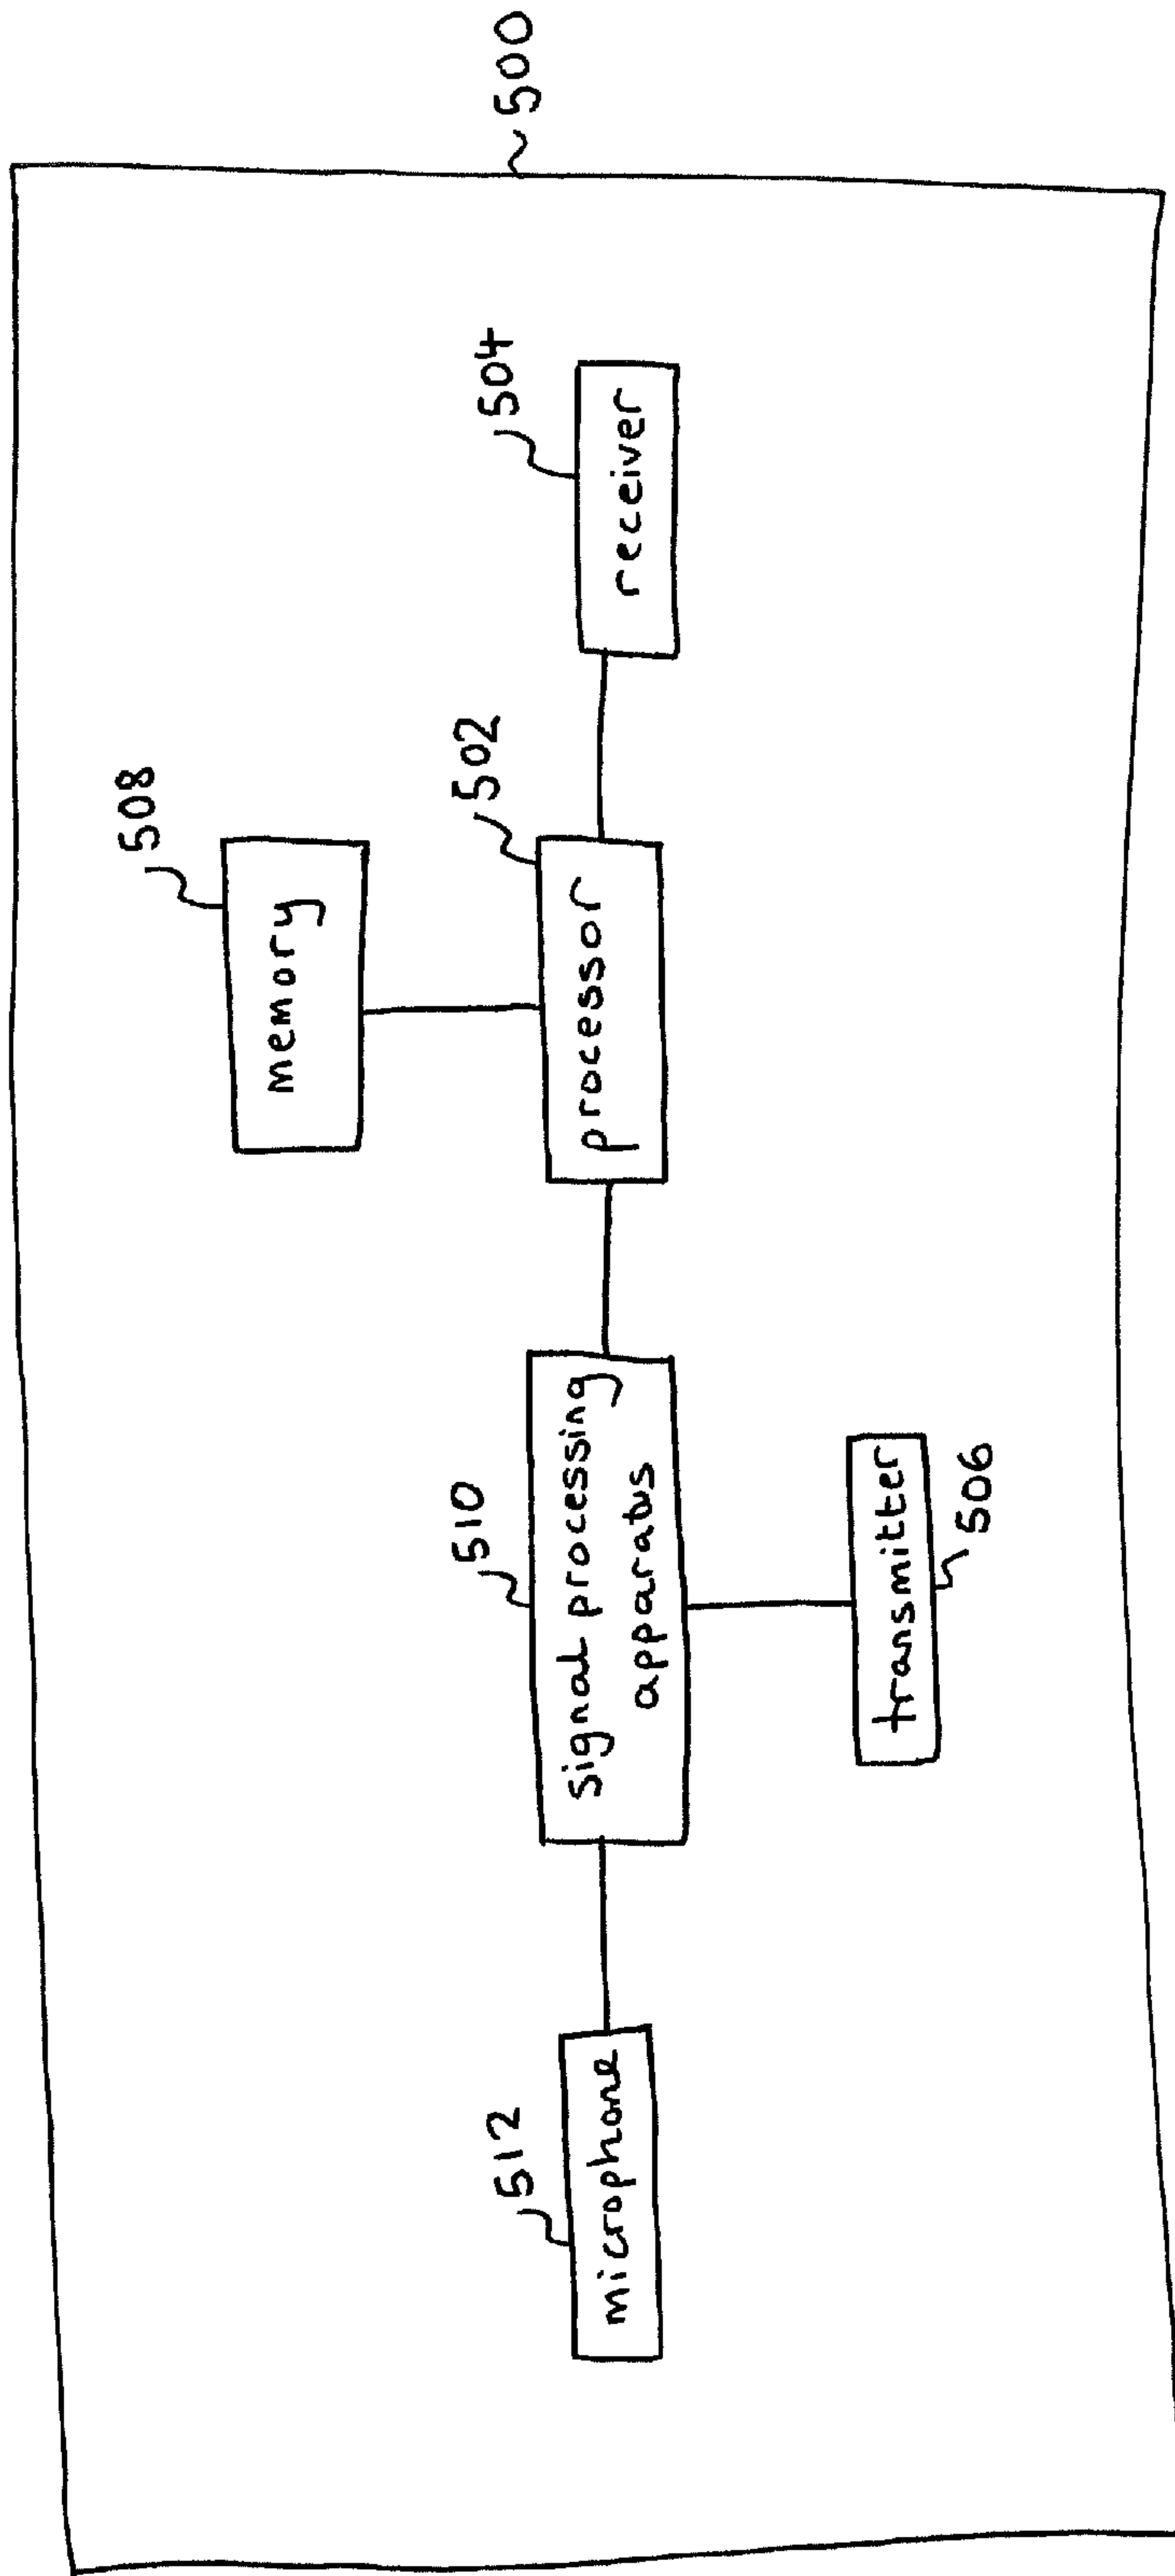 500
508
memory
512
microphone
510
signal processing
apparatus
502
processor
504
receiver
transmitter
506